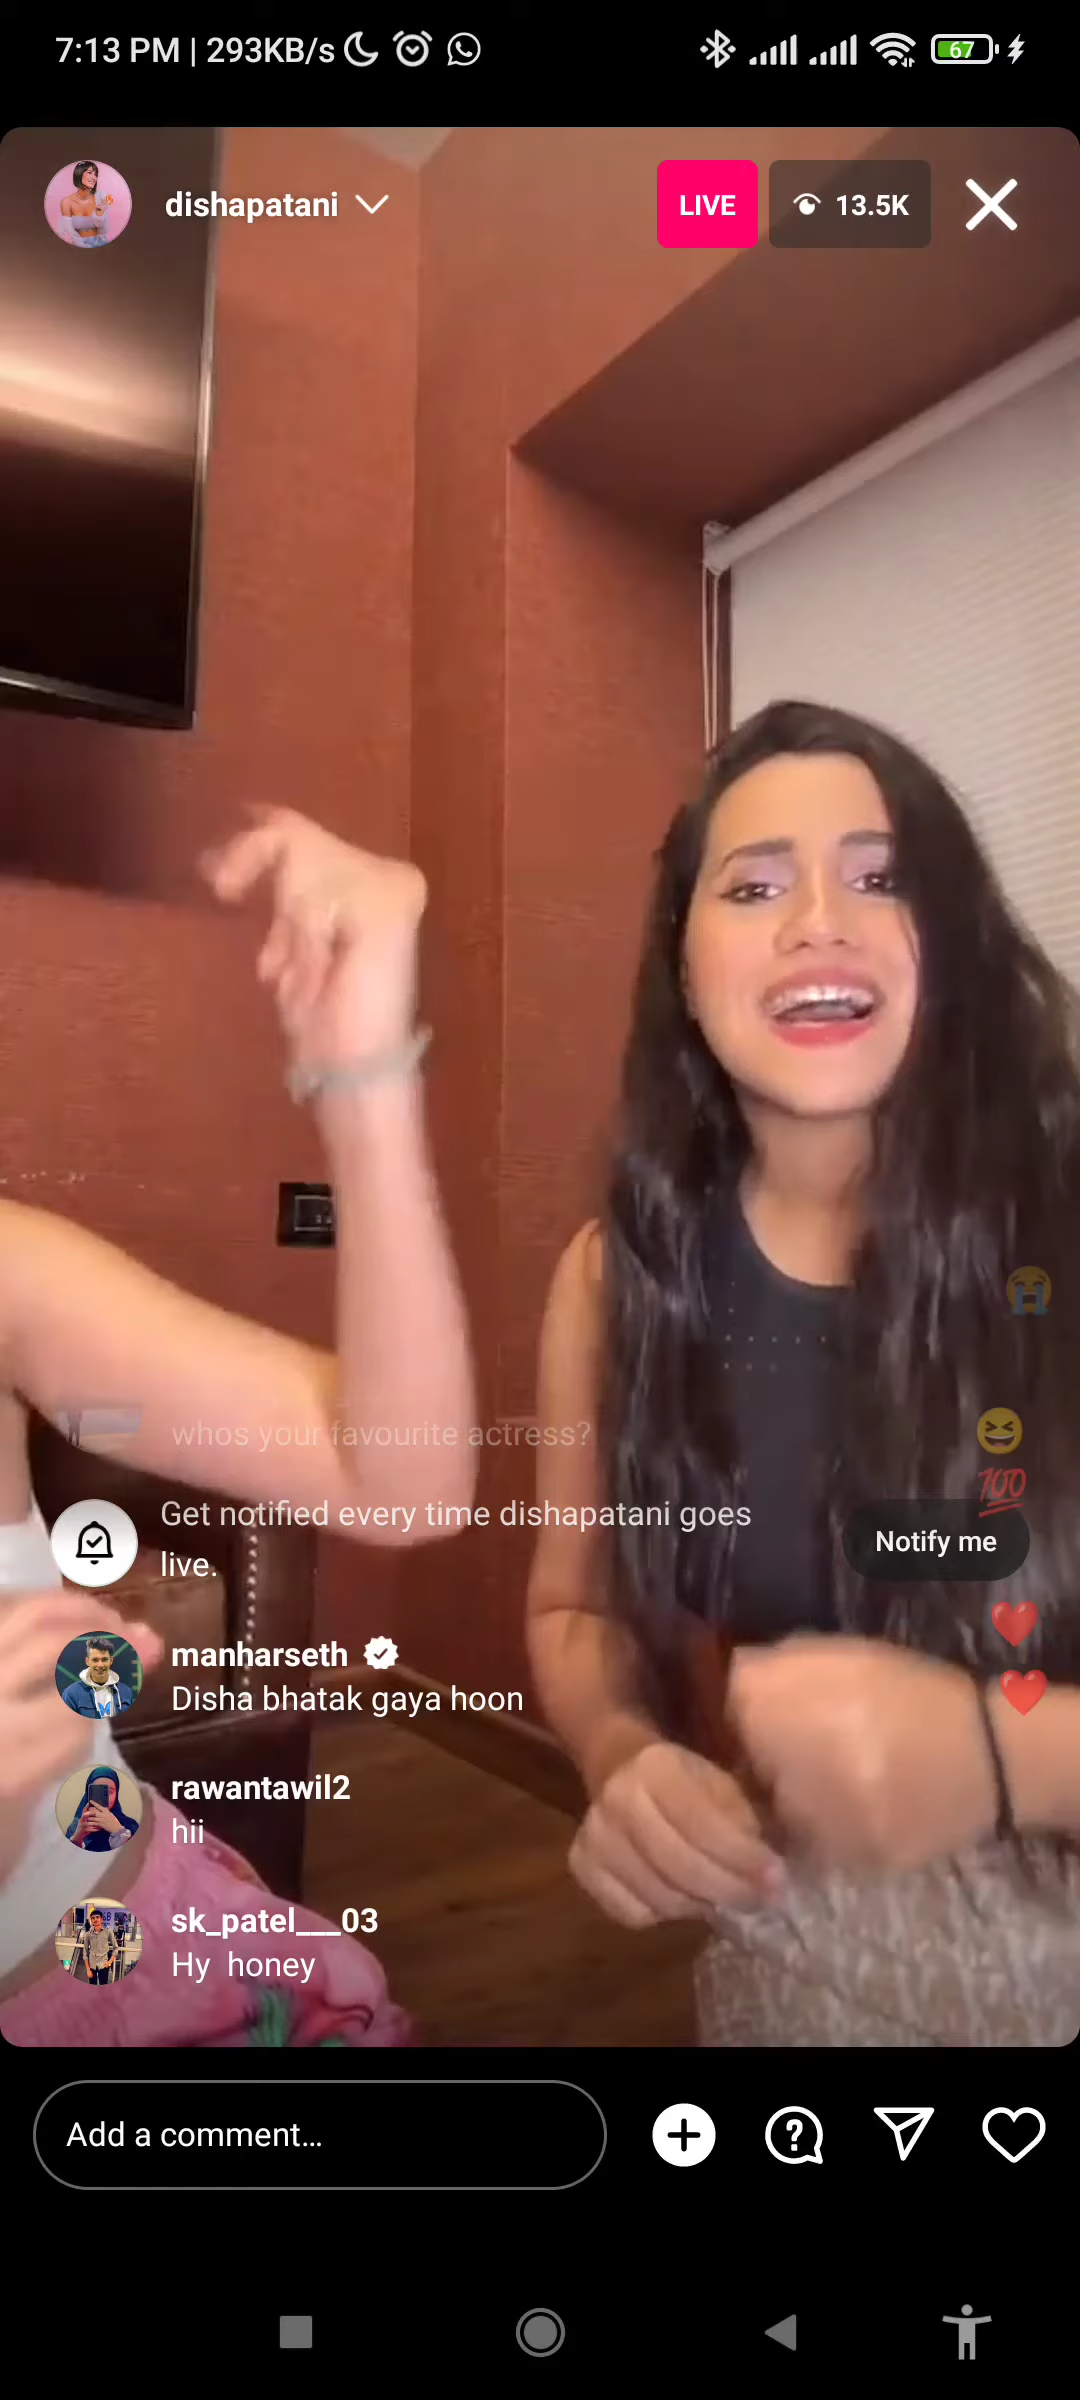 7:13 PM | 293KB/s
67
dishapatani
LIVE
13.5K
whos your favourite actress?
Get notified every time dishapatani goes
live.
Notify me
manharseth
Disha bhatak gaya hoon
rawantawil2
hii
sk_patel___03
Hy honey
Add a comment...